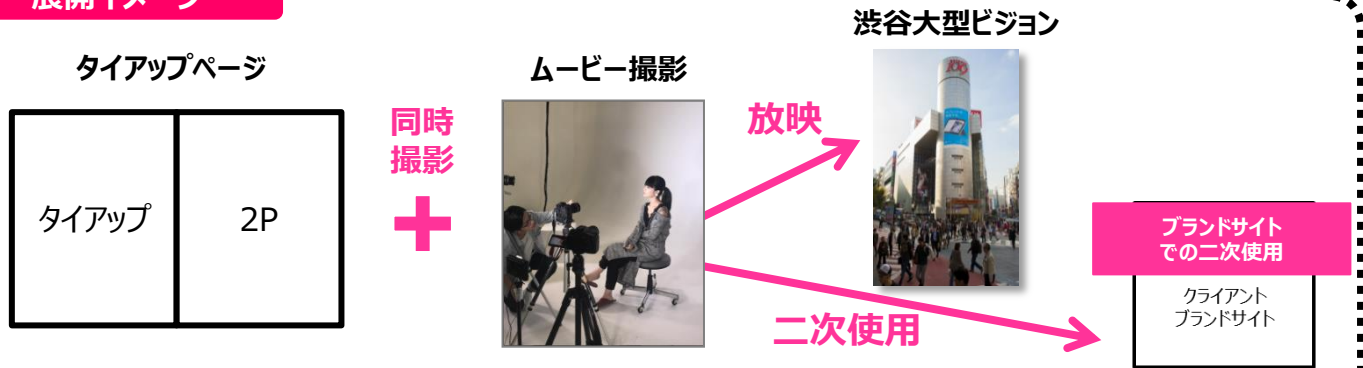 展開イメージ
渋谷大型ビジョン
タイアップページ
ムービー撮影
同時
撮影
+
放映
タイアップ
2P
109
ブランドサイト
での二次使用
クライアント
ブランドサイト
二次使用